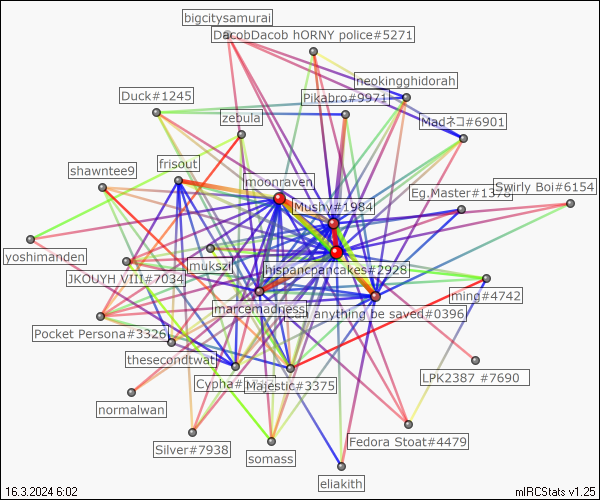 bigcitysamurai
DacobDacob hORNY police#5271
neokingghidorah
Duck#1245
Pikabro#9971
zebula
Madネコ#6901
frisout
shawntee9
moonraven
Eg.Master#1378
Swirly Boi#6154
Mushy#1984
yoshimanden
mukszi
hispancpancakes#2928
JKOUYH VIII#7034
ming#4742
marcemadness
anything be saved#0396
Pocket Persona#3326
thesecondtwat
Cypha#
Majestic#3375
LPK2387 #7690
normalwan
Silver#7938
somass
Fedora Stoat#4479
eliakith
16.3.2024 6:02
mIRCStats v1.25